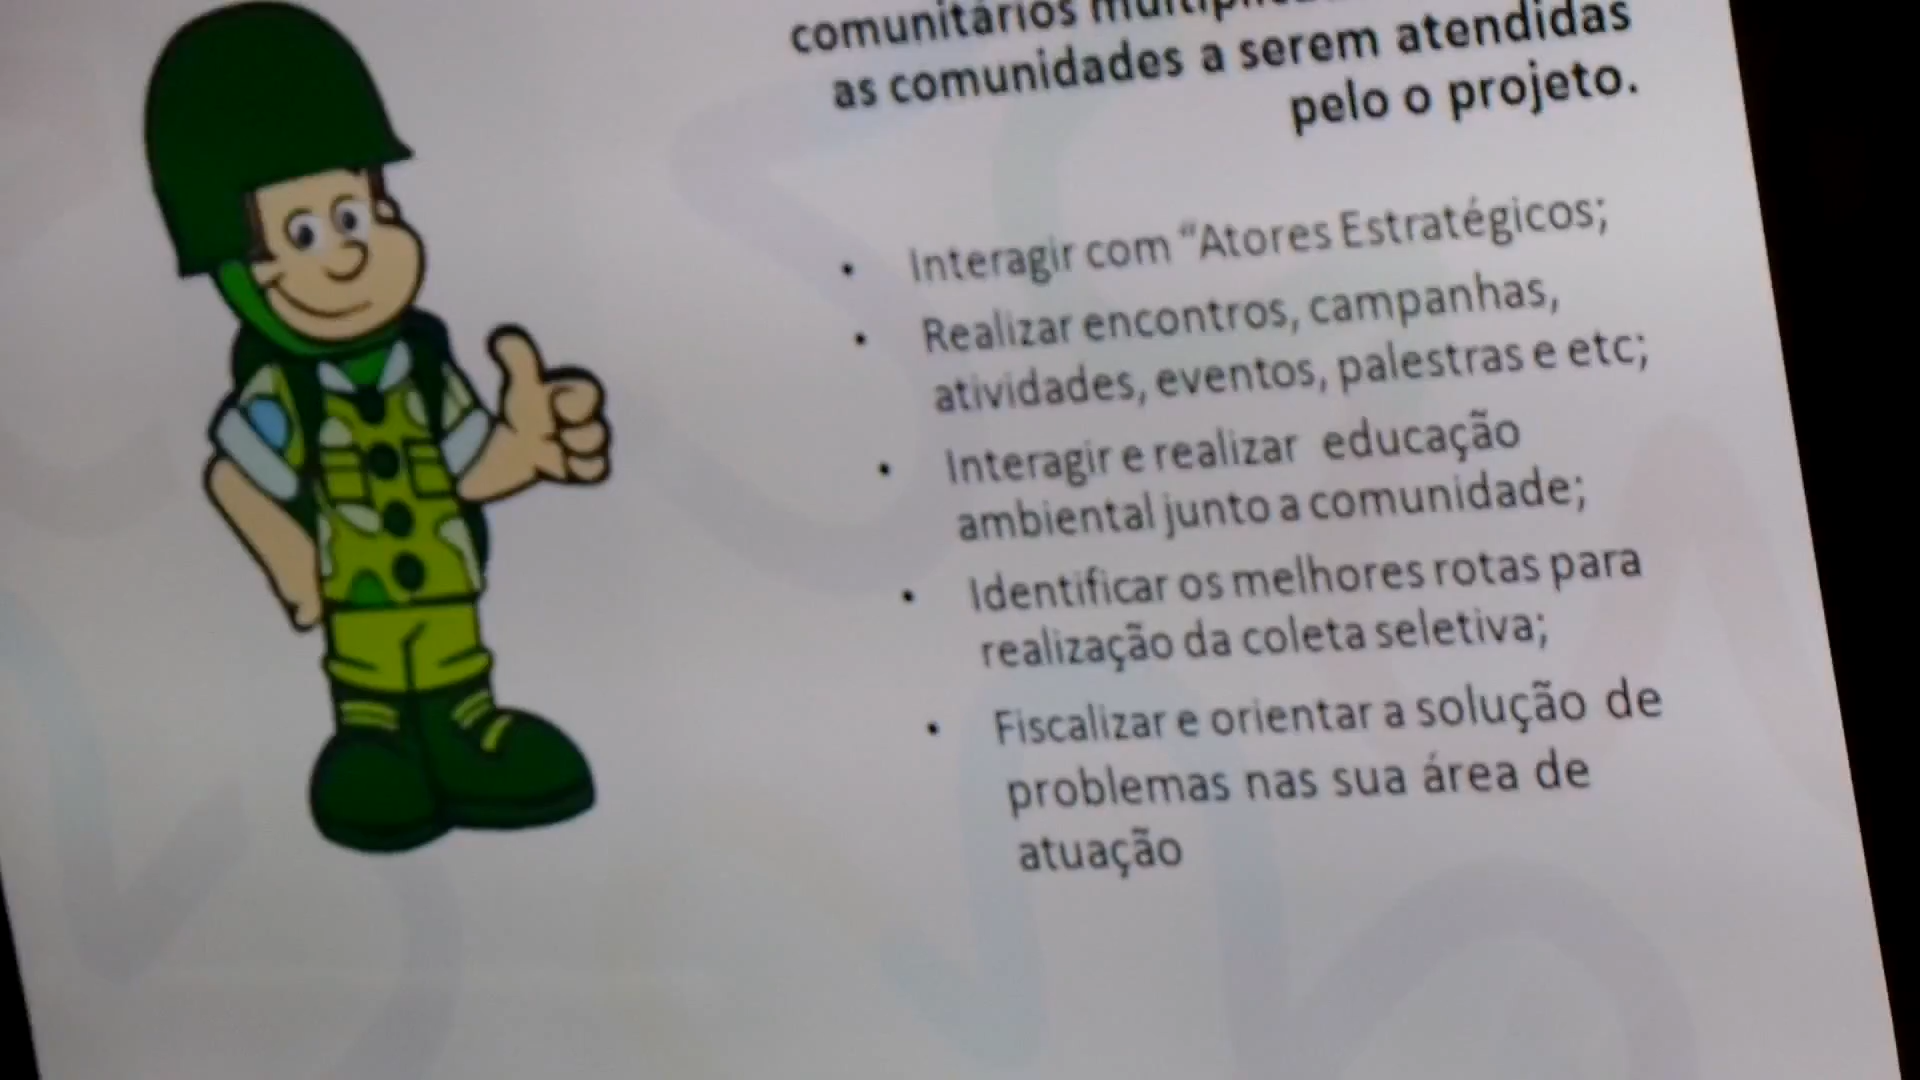 comunitários
as comunidades a serem atendidas
pelo o projeto.
• Interagir com “Atores Estratégicos;
• Realizar encontros, campanhas,
atividades, eventos, palestras e etc;
• Interagir e realizar educação
ambiental junto a comunidade;
• Identificar os melhores rotas para
realização da coleta seletiva;
• Fiscalizar e orientar a solução de
problemas nas sua área de
atuação